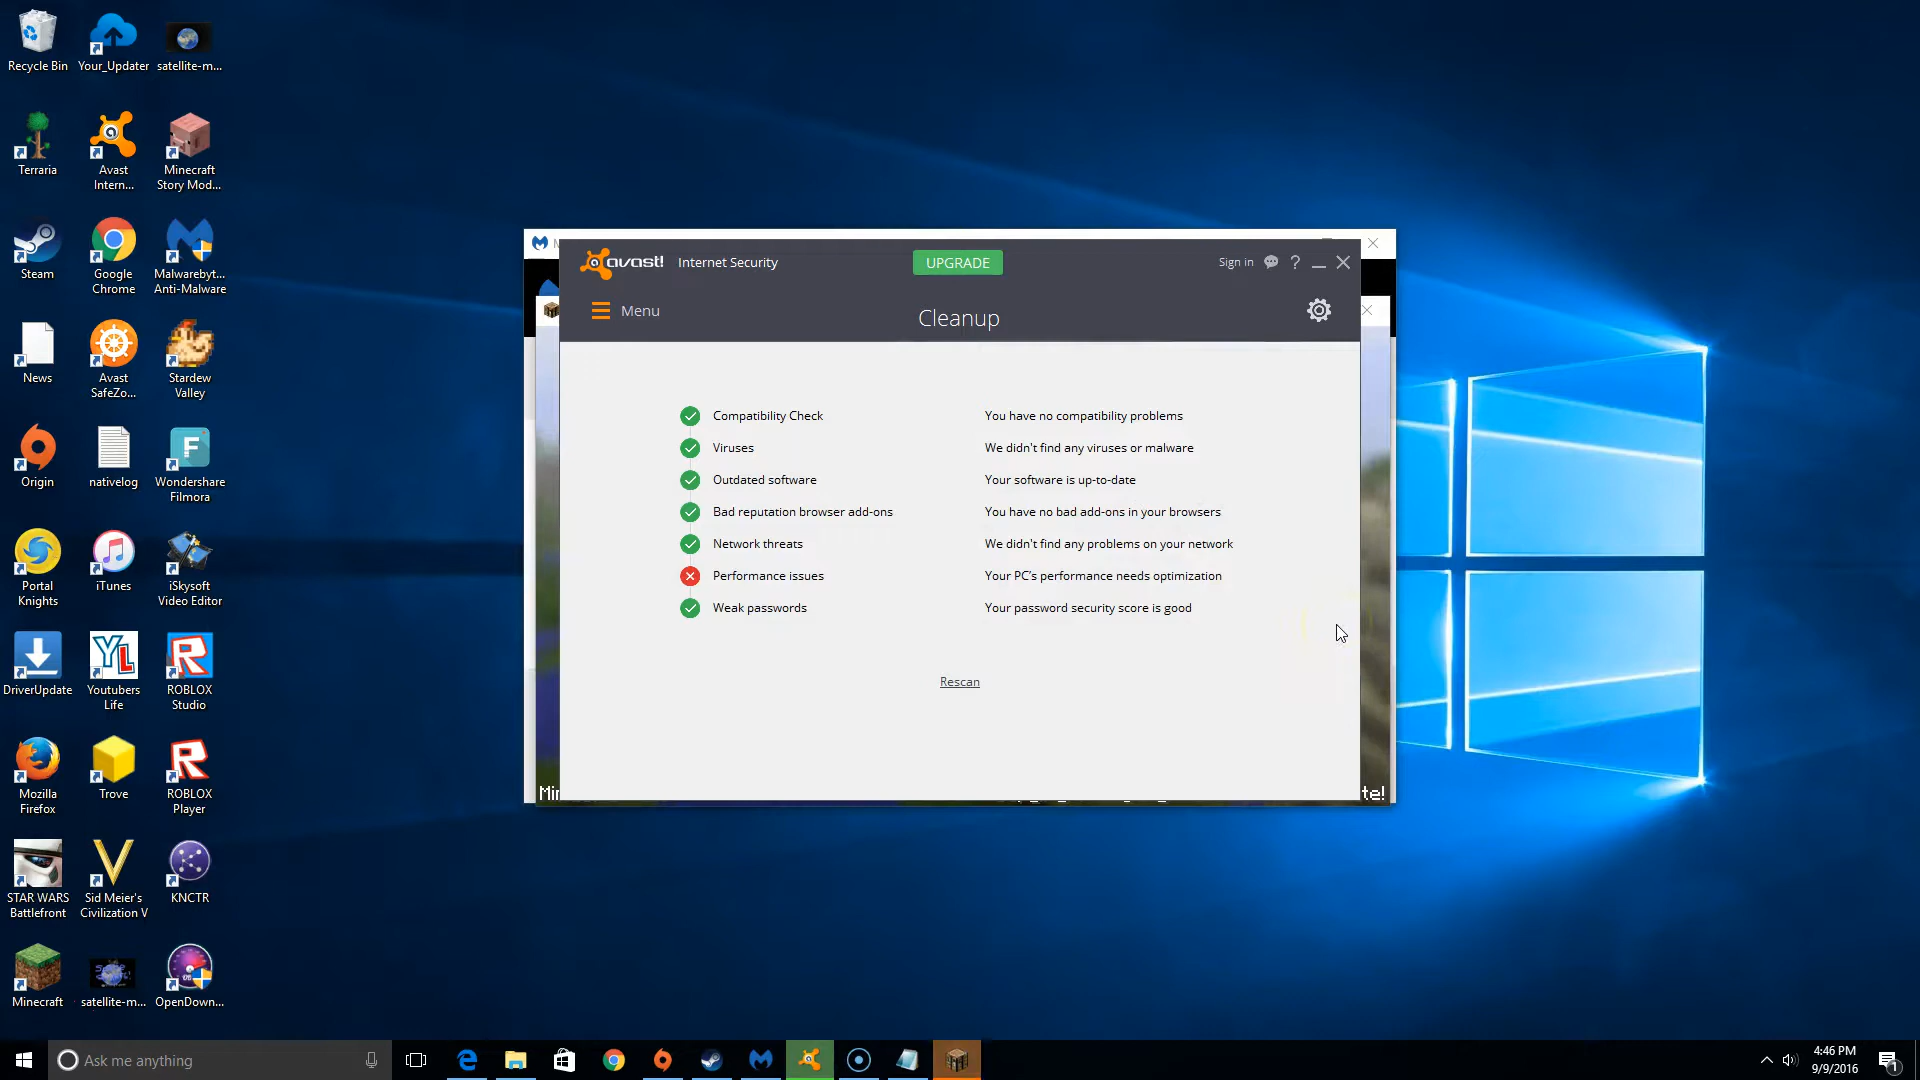 Recycle Bin
Your_Updater
satellite-m...
Terraria
Avast
Intern...
Minecraft
Story Mod...
Steam
Google
Chrome
Malwarebyt...
Anti-Malware
News
Avast
SafeZo...
Stardew
Valley
Origin
nativelog
Wondershare
Filmora
Portal
Knights
iTunes
iSkysoft
Video Editor
DriverUpdate
Youtubers
Life
ROBLOX
Studio
Mozilla
Firefox
Trove
ROBLOX
Player
STAR WARS
Battlefront
Sid Meier's
Civilization V
KNCTR
Minecraft
satellite-m...
OpenDown...
avast! Internet Security
UPGRADE
Sign in
?
Menu
Cleanup
Compatibility Check You have no compatibility problems
Viruses We didn't find any viruses or malware
Outdated software Your software is up-to-date
Bad reputation browser add-ons You have no bad add-ons in your browsers
Network threats We didn't find any problems on your network
Performance issues Your PC's performance needs optimization
Weak passwords Your password security score is good
Rescan
Ask me anything
4:46 PM
9/9/2016
1